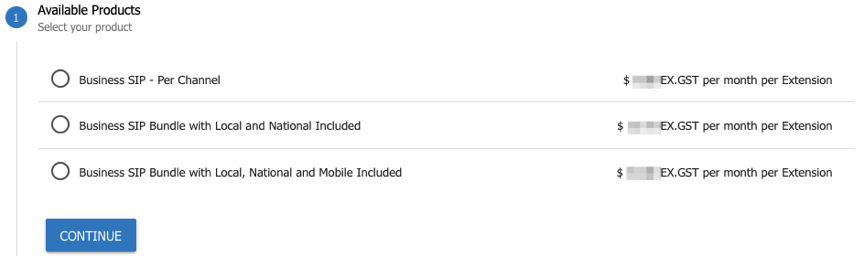 1
Available Products
Select your product
Business SIP - Per Channel $ EX.GST per month per Extension
Business SIP Bundle with Local and National Included $ EX.GST per month per Extension
Business SIP Bundle with Local, National and Mobile Included $ EX.GST per month per Extension
CONTINUE